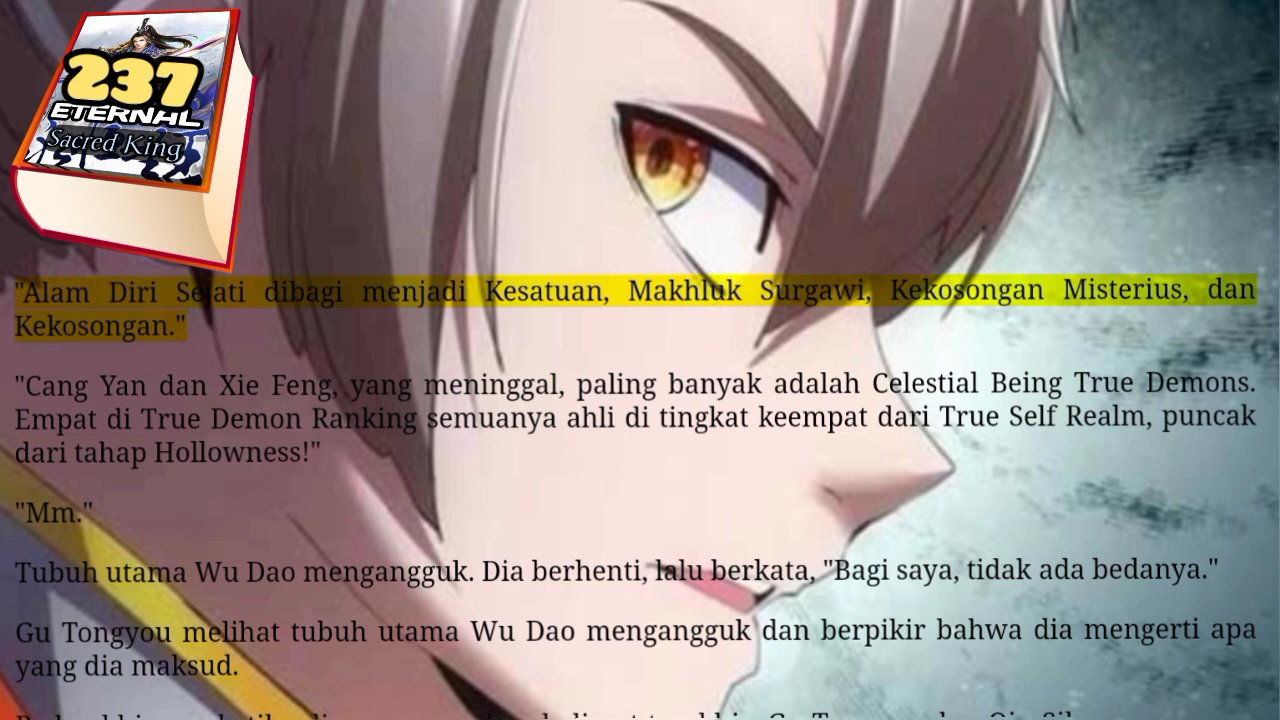 237
ETERNAL
Sacred King
"Alam Diri Sejati dibagi menjadi Kesatuan, Makhluk Surgawi, Kekosongan Misterius, dan
Kekosongan."
"Cang Yan dan Xie Feng, yang meninggal, paling banyak adalah Celestial Being True Demons.
Empat di True Demon Ranking semuanya ahli di tingkat keempat dari True Self Realm, puncak
dari tahap Hollowness!"
"Mm."
Tubuh utama Wu Dao mengangguk. Dia berhenti, lalu berkata, "Bagi saya, tidak ada bedanya."
Gu Tongyou melihat tubuh utama Wu Dao mengangguk dan berpikir bahwa dia mengerti apa
yang dia maksud.